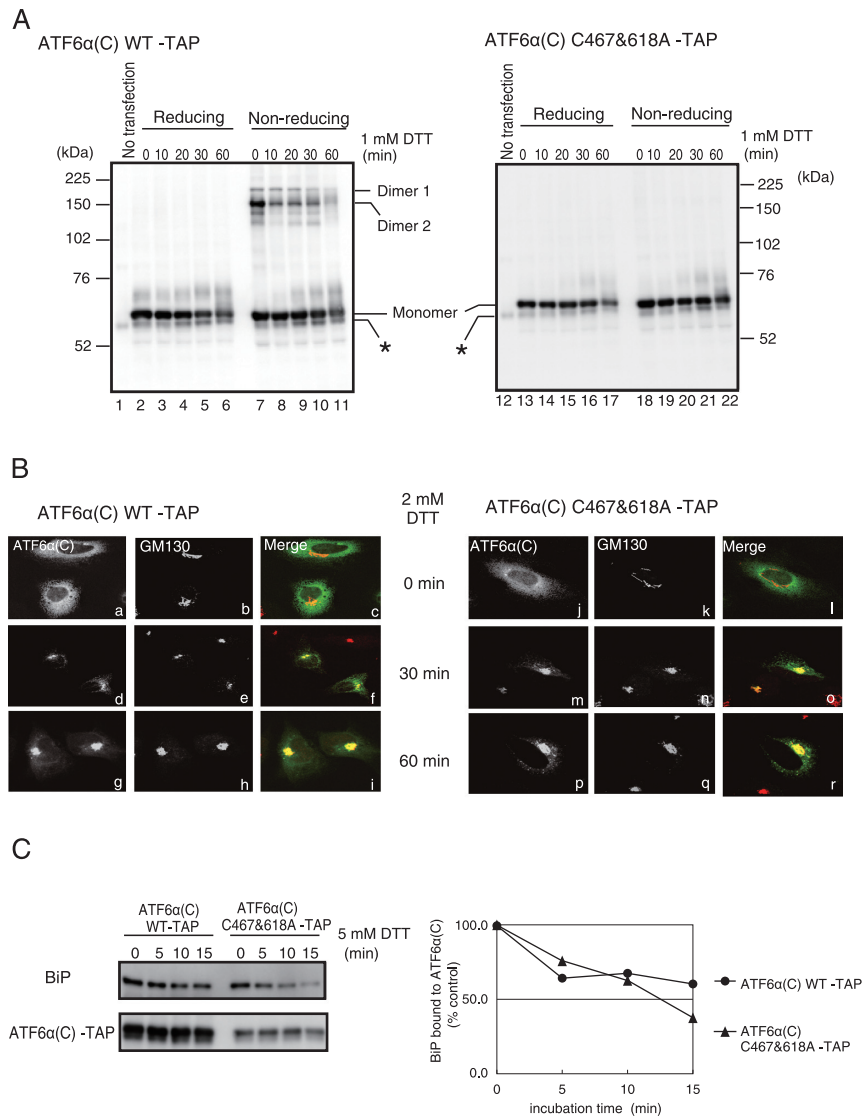 A
ATF6α(C) WT -TAP
ATF6α(C) C467&618A -TAP
No transfection
Reducing
Non-reducing
1 mM DTT
(min)
(kDa)
0 10 20 30 60
0 10 20 30 60
225
150
102
76
52
Dimer 1
Dimer 2
Monomer
*
1 2 3 4 5 6 7 8 9 10 11
No transfection
Reducing
Non-reducing
1 mM DTT
(min)
(kDa)
0 10 20 30 60
0 10 20 30 60
225
150
102
76
52
*
12 13 14 15 16 17 18 19 20 21 22
B
ATF6α(C) WT -TAP
2 mM
DTT
ATF6α(C) C467&618A -TAP
ATF6α(C) GM130 Merge
a b c
0 min
ATF6α(C) GM130 Merge
j k l
d e f
30 min
m n o
g h i
60 min
p q r
C
ATF6α(C)
WT-TAP
ATF6α(C)
C467&618A -TAP
5 mM DTT
(min)
0 5 10 15 0 5 10 15
BiP
ATF6α(C) -TAP
BiP bound to ATF6α(C)
(% control)
100.0
50.0
0.0
0 5 10 15
incubation time (min)
ATF6α(C) WT -TAP
ATF6α(C)
C467&618A -TAP